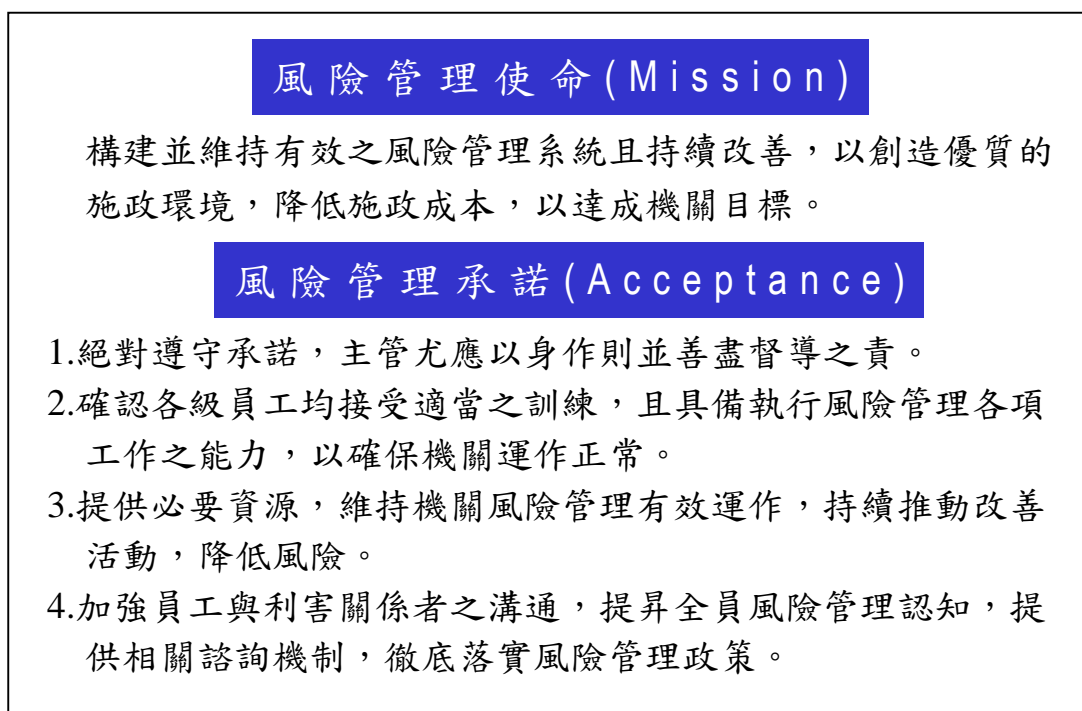 風險管理使命(Mission)
構建並維持有效之風險管理系統且持續改善，以創造優質的
施政環境，降低施政成本，以達成機關目標。
風險管理承諾(Acceptance)
1.絕對遵守承諾，主管尤應以身作則並善盡督導之責。
2.確認各級員工均接受適當之訓練，且具備執行風險管理各項
工作之能力，以確保機關運作正常。
3.提供必要資源，維持機關風險管理有效運作，持續推動改善
活動，降低風險。
4.加強員工與利害關係者之溝通，提昇全員風險管理認知，提
供相關諮詢機制，徹底落實風險管理政策。